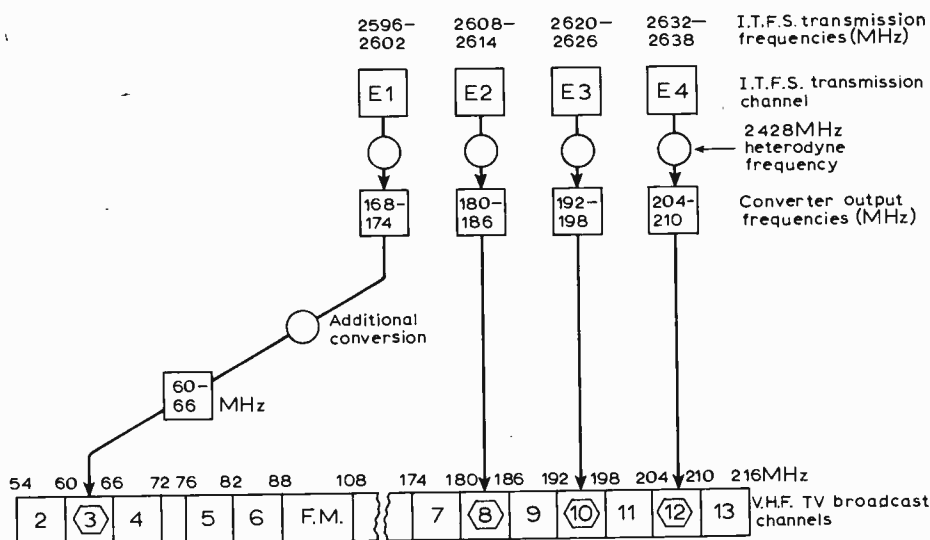 2596– 2608– 2620– 2632– I.T.F.S. transmission
2602 2614 2626 2638 frequencies (MHz)
E1 E2 E3 E4 I.T.F.S. transmission
channel
2428MHz
heterodyne
frequency
168– 180– 192– 204– Converter output
174 186 198 210 frequencies (MHz)
Additional
conversion
60–
66 MHz
54 60 66 72 76 82 88 108 174 180 186 192 198 204 210 216MHz
2 3 4 5 6 F.M. 7 8 9 10 11 12 13 V.H.F. TV broadcast
channels